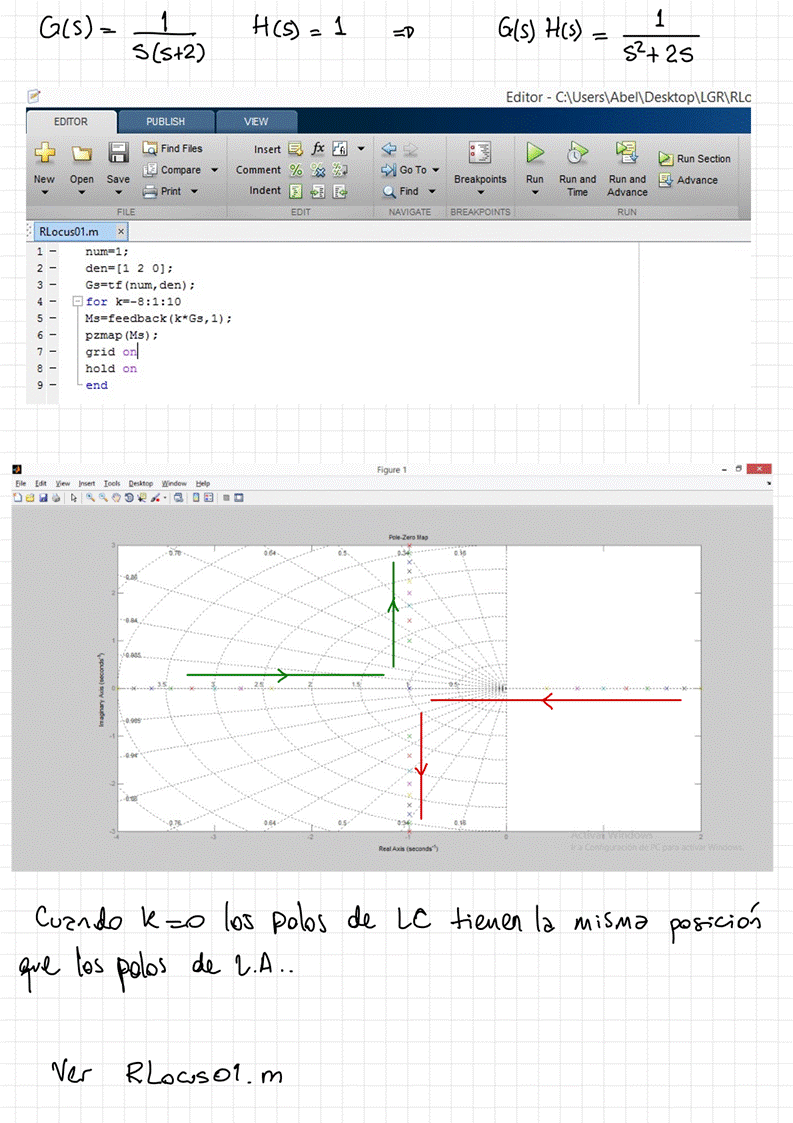 G(s) = 1 / s(s+2) H(s) = 1 => G(s) H(s) = 1 / s²+2s
Editor - C:\Users\Abel\Desktop\LGR\RLo
EDITOR PUBLISH VIEW
New Open Save Find Files Compare Print
Insert fx Comment Indent
Go To Find
Breakpoints
Run Run and Time Run and Advance Run Section Advance
FILE EDIT NAVIGATE BREAKPOINTS RUN
RLocus01.m ×
1 – num=1;
2 – den=[1 2 0];
3 – Gs=tf(num,den);
4 – for k=-8:1:10
5 – Ms=feedback(k*Gs,1);
6 – pzmap(Ms);
7 – grid on
8 – hold on
9 – end
Figure 1
File Edit View Insert Tools Desktop Window Help
Pole-Zero Map
3 0.76 0.64 0.5 0.34 0.16
0.86
2
0.94
1
0.985
0 3.5 2.5 2 1.5 1 0.5
0.985
-1
0.94
-2
0.86
-3 0.76 0.64 0.5 0.34 0.16
-4 -3 -2 -1 0 2
Imaginary Axis (seconds⁻¹)
Real Axis (seconds⁻¹)
Activar Windows
Ir a Configuración de PC para activar Windows.
Cuando k=0 los polos de LC tienen la misma posición
que los polos de L.A..
Ver RLocus01.m